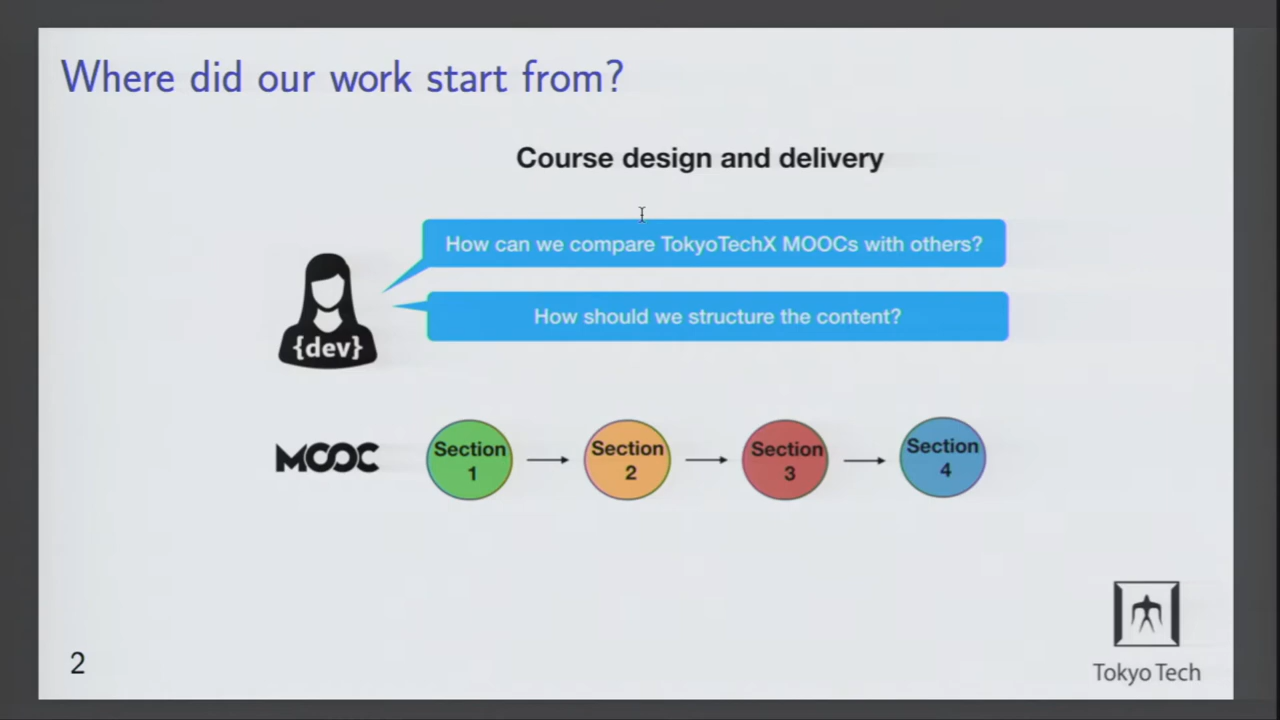 Where did our work start from?
Course design and delivery
How can we compare TokyoTechX MOOCs with others?
How should we structure the content?
{dev}
MOOC
Section
1
Section
2
Section
3
Section
4
2
Tokyo Tech